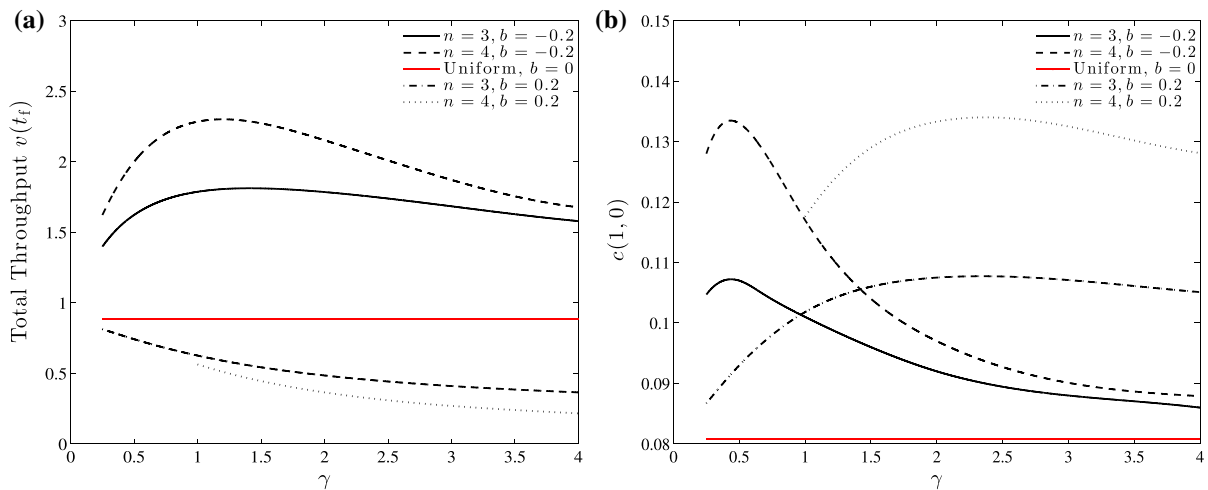 (a)
Total Throughput v(t_f)
3
2.5
2
1.5
1
0.5
0
0 0.5 1 1.5 2 2.5 3 3.5 4
γ
n = 3, b = −0.2
n = 4, b = −0.2
Uniform, b = 0
n = 3, b = 0.2
n = 4, b = 0.2
(b)
c(1, 0)
0.15
0.14
0.13
0.12
0.11
0.1
0.09
0.08
0 0.5 1 1.5 2 2.5 3 3.5 4
γ
n = 3, b = −0.2
n = 4, b = −0.2
Uniform, b = 0
n = 3, b = 0.2
n = 4, b = 0.2